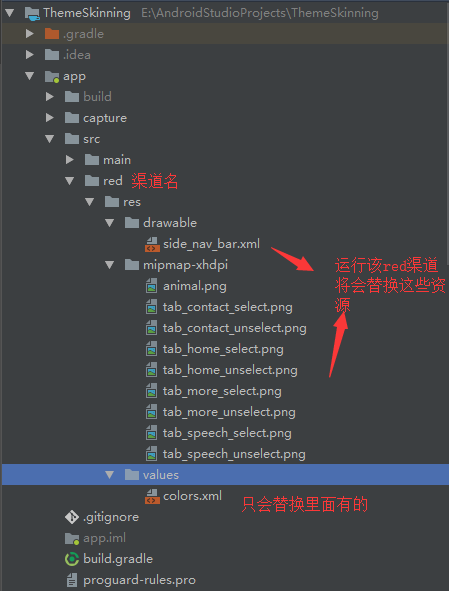 ThemeSkinning E:\AndroidStudioProjects\ThemeSkinning
.gradle
.idea
app
build
capture
src
main
red 渠道名
res
drawable
side_nav_bar.xml
mipmap-xhdpi
运行该red渠道
animal.png
将会替换这些资
tab_contact_select.png
源
tab_contact_unselect.png
tab_home_select.png
tab_home_unselect.png
tab_more_select.png
tab_more_unselect.png
tab_speech_select.png
tab_speech_unselect.png
values
colors.xml
只会替换里面有的
.gitignore
app.iml
build.gradle
proguard-rules.pro